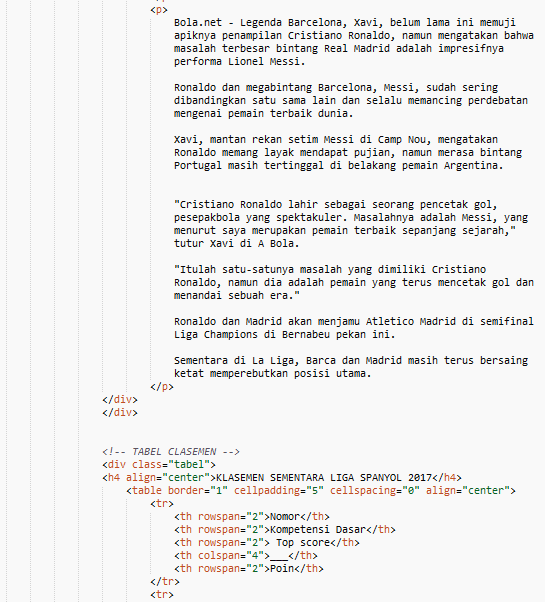 <p>
Bola.net - Legenda Barcelona, Xavi, belum lama ini memuji
apiknya penampilan Cristiano Ronaldo, namun mengatakan bahwa
masalah terbesar bintang Real Madrid adalah impresifnya
performa Lionel Messi.
Ronaldo dan megabintang Barcelona, Messi, sudah sering
dibandingkan satu sama lain dan selalu memancing perdebatan
mengenai pemain terbaik dunia.
Xavi, mantan rekan setim Messi di Camp Nou, mengatakan
Ronaldo memang layak mendapat pujian, namun merasa bintang
Portugal masih tertinggal di belakang pemain Argentina.
"Cristiano Ronaldo lahir sebagai seorang pencetak gol,
pesepakbola yang spektakuler. Masalahnya adalah Messi, yang
menurut saya merupakan pemain terbaik sepanjang sejarah,"
tutur Xavi di A Bola.
"Itulah satu-satunya masalah yang dimiliki Cristiano
Ronaldo, namun dia adalah pemain yang terus mencetak gol dan
menandai sebuah era."
Ronaldo dan Madrid akan menjamu Atletico Madrid di semifinal
Liga Champions di Bernabeu pekan ini.
Sementara di La Liga, Barca dan Madrid masih terus bersaing
ketat memperebutkan posisi utama.
</p>
</div>
</div>
<!-- TABEL CLASEMEN -->
<div class="tabel">
<h4 align="center">KLASEMEN SEMENTARA LIGA SPANYOL 2017</h4>
<table border="1" cellpadding="5" cellspacing="0" align="center">
<tr>
<th rowspan="2">Nomor</th>
<th rowspan="2">Kompetensi Dasar</th>
<th rowspan="2"> Top score</th>
<th colspan="4">___</th>
<th rowspan="2">Poin</th>
</tr>
<tr>